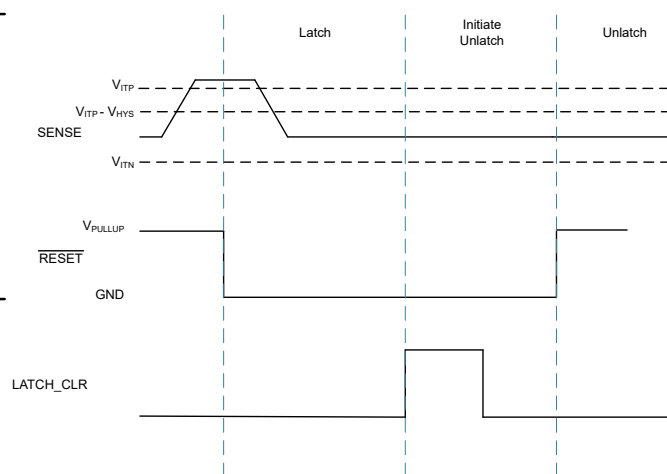 Latch
Initiate
Unlatch
Unlatch
VITP
VITP - VHYS
SENSE
VITN
VPULLUP
RESET
GND
LATCH_CLR